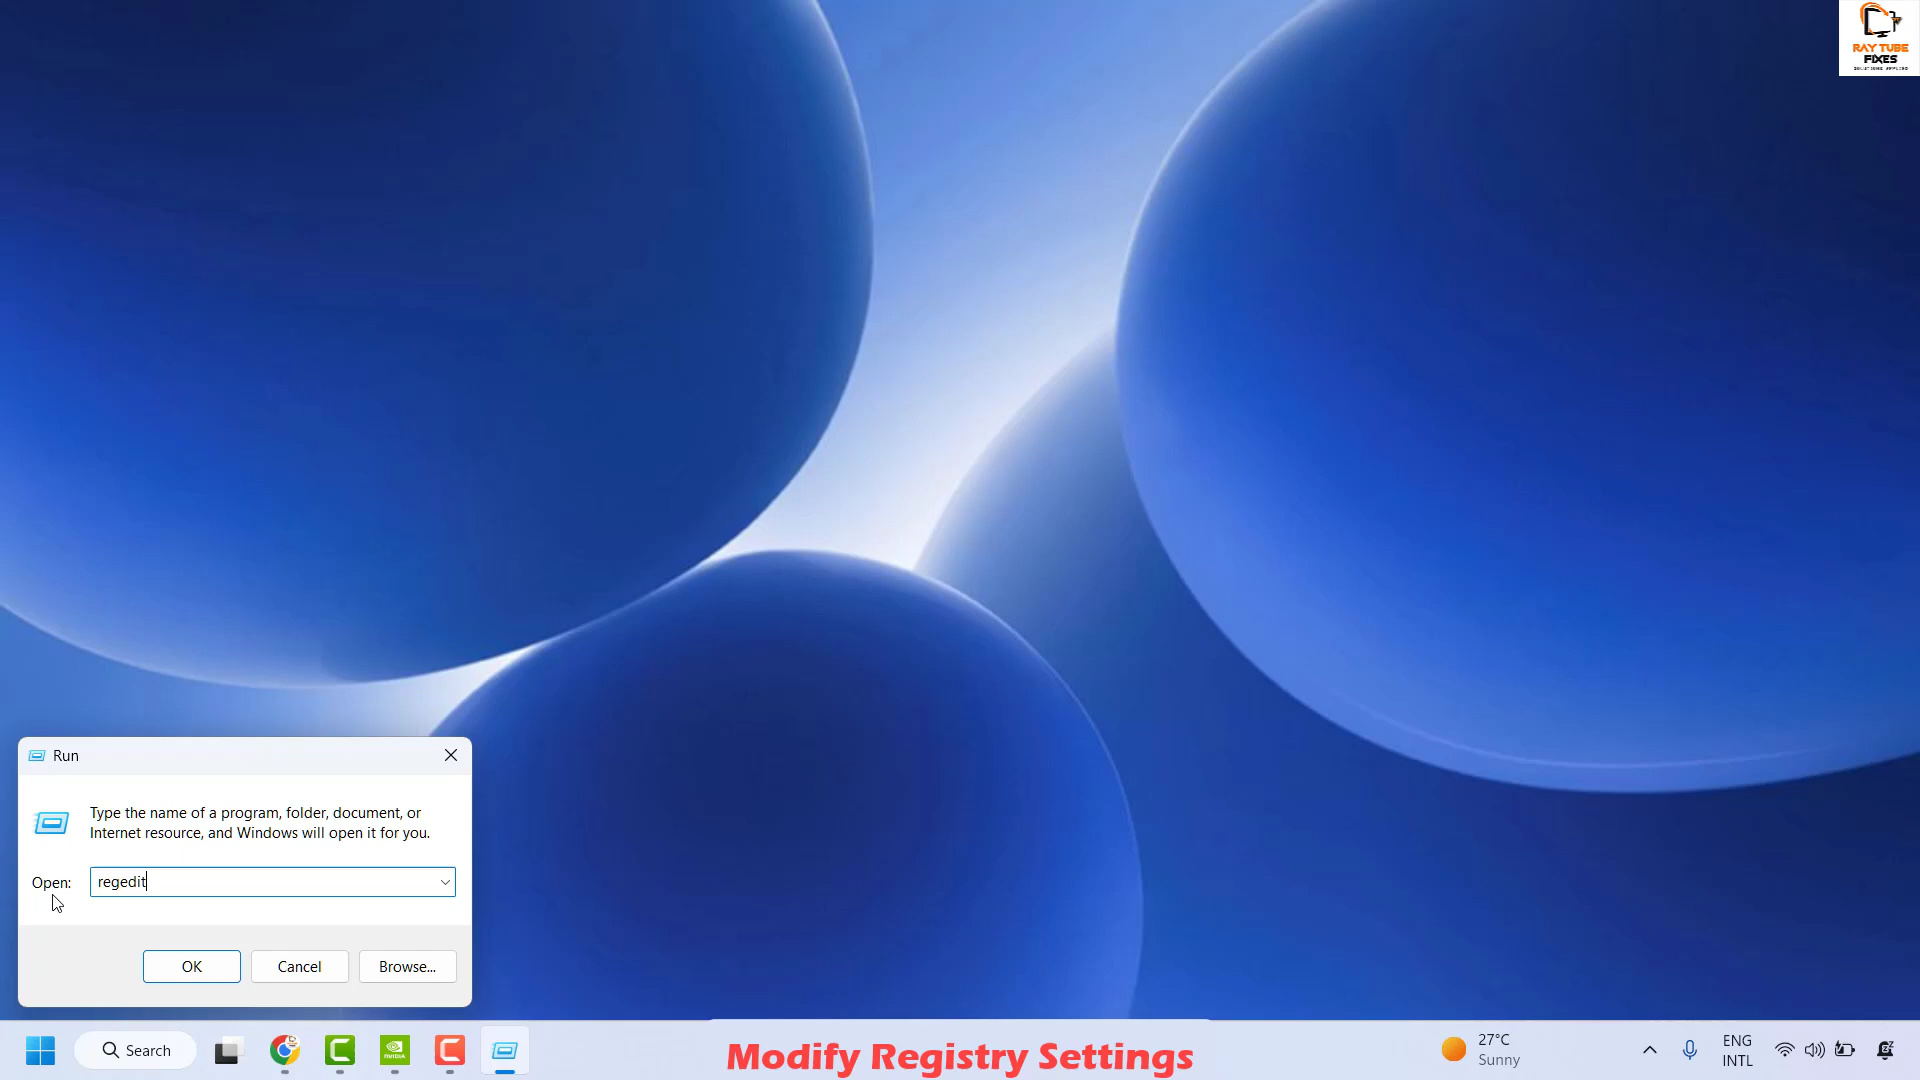 RAY TUBE
FIXES
Run
Type the name of a program, folder, document, or
Internet resource, and Windows will open it for you.
Open:
regedit
OK
Cancel
Browse...
Search
NVIDIA
Modify Registry Settings
27°C
Sunny
ENG
INTL